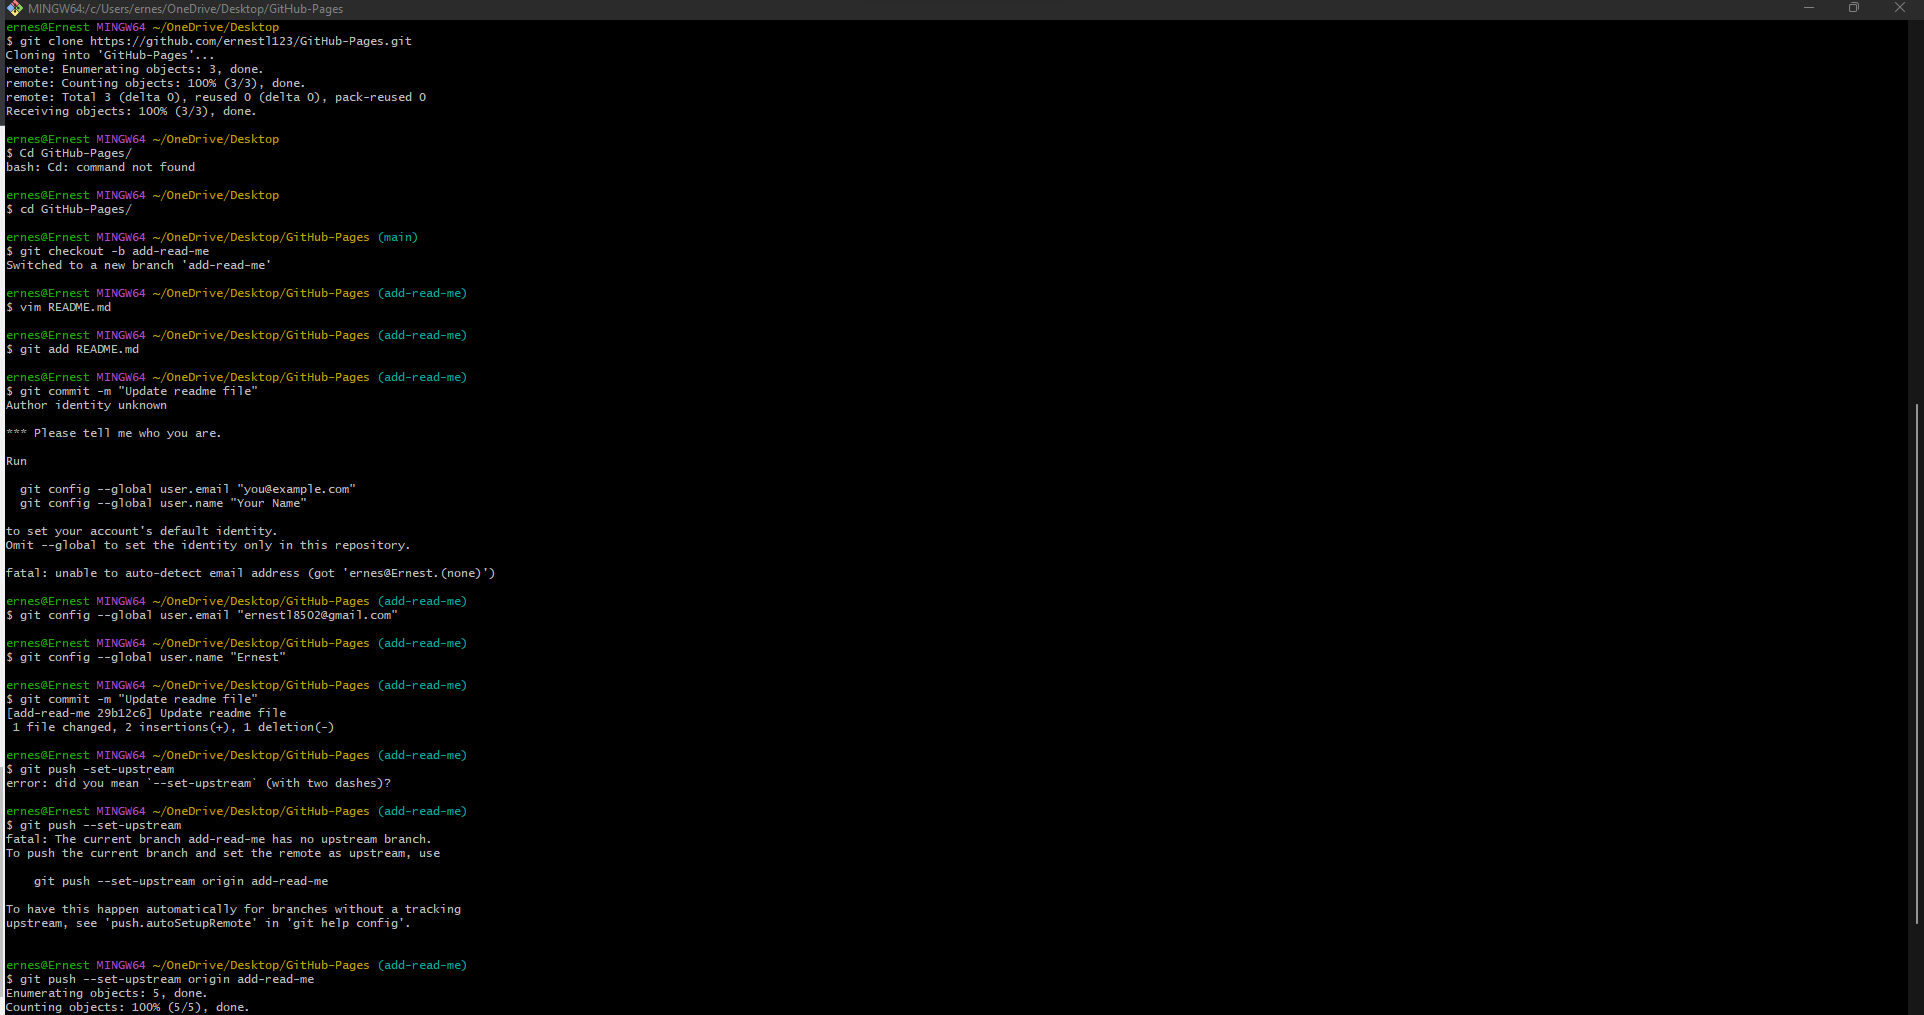 MINGW64:/c/Users/ernes/OneDrive/Desktop/GitHub-Pages
ernes@Ernest MINGW64 ~/OneDrive/Desktop
$ git clone https://github.com/ernestl123/GitHub-Pages.git
Cloning into 'GitHub-Pages'...
remote: Enumerating objects: 3, done.
remote: Counting objects: 100% (3/3), done.
remote: Total 3 (delta 0), reused 0 (delta 0), pack-reused 0
Receiving objects: 100% (3/3), done.
ernes@Ernest MINGW64 ~/OneDrive/Desktop
$ Cd GitHub-Pages/
bash: Cd: command not found
ernes@Ernest MINGW64 ~/OneDrive/Desktop
$ cd GitHub-Pages/
ernes@Ernest MINGW64 ~/OneDrive/Desktop/GitHub-Pages (main)
$ git checkout -b add-read-me
Switched to a new branch 'add-read-me'
ernes@Ernest MINGW64 ~/OneDrive/Desktop/GitHub-Pages (add-read-me)
$ vim README.md
ernes@Ernest MINGW64 ~/OneDrive/Desktop/GitHub-Pages (add-read-me)
$ git add README.md
ernes@Ernest MINGW64 ~/OneDrive/Desktop/GitHub-Pages (add-read-me)
$ git commit -m "Update readme file"
Author identity unknown
*** Please tell me who you are.
Run
git config --global user.email "you@example.com"
git config --global user.name "Your Name"
to set your account's default identity.
Omit --global to set the identity only in this repository.
fatal: unable to auto-detect email address (got 'ernes@Ernest.(none)')
ernes@Ernest MINGW64 ~/OneDrive/Desktop/GitHub-Pages (add-read-me)
$ git config --global user.email "ernestl8502@gmail.com"
ernes@Ernest MINGW64 ~/OneDrive/Desktop/GitHub-Pages (add-read-me)
$ git config --global user.name "Ernest"
ernes@Ernest MINGW64 ~/OneDrive/Desktop/GitHub-Pages (add-read-me)
$ git commit -m "Update readme file"
[add-read-me 29b12c6] Update readme file
1 file changed, 2 insertions(+), 1 deletion(-)
ernes@Ernest MINGW64 ~/OneDrive/Desktop/GitHub-Pages (add-read-me)
$ git push -set-upstream
error: did you mean `--set-upstream` (with two dashes)?
ernes@Ernest MINGW64 ~/OneDrive/Desktop/GitHub-Pages (add-read-me)
$ git push --set-upstream
fatal: The current branch add-read-me has no upstream branch.
To push the current branch and set the remote as upstream, use
git push --set-upstream origin add-read-me
To have this happen automatically for branches without a tracking
upstream, see 'push.autoSetupRemote' in 'git help config'.
ernes@Ernest MINGW64 ~/OneDrive/Desktop/GitHub-Pages (add-read-me)
$ git push --set-upstream origin add-read-me
Enumerating objects: 5, done.
Counting objects: 100% (5/5), done.